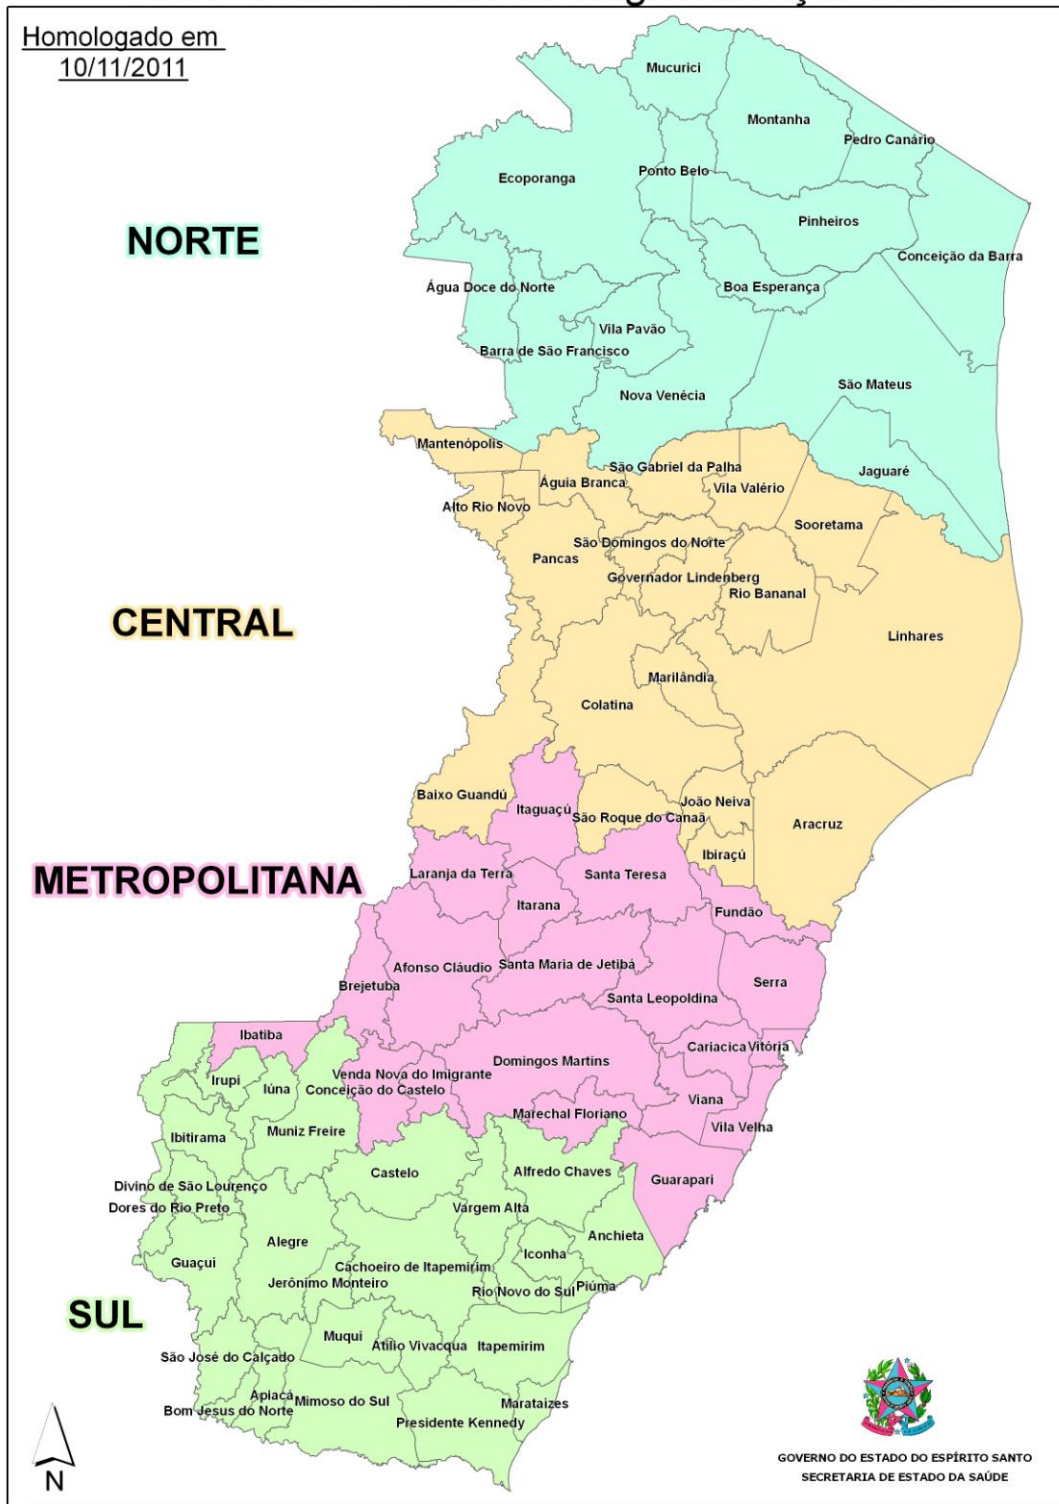 Homologado em
10/11/2011
Mucurici
Montanha
Pedro Canário
Ecoporanga
Ponto Belo
Pinheiros
NORTE
Conceição da Barra
Água Doce do Norte
Boa Esperança
Vila Pavão
Barra de São Francisco
São Mateus
Nova Venécia
Mantenópolis
São Gabriel da Palha
Jaguaré
Águia Branca
Vila Valério
Alto Rio Novo
Sooretama
São Domingos do Norte
Pancas
Governador Lindenberg
Rio Bananal
CENTRAL
Linhares
Marilândia
Colatina
Baixo Guandú
João Neiva
Itaguaçú
São Roque do Canaã
Aracruz
Ibiraçú
METROPOLITANA
Laranja da Terra
Santa Teresa
Itarana
Fundão
Afonso Cláudio
Santa Maria de Jetibá
Brejetuba
Serra
Santa Leopoldina
Ibatiba
Cariacica
Vitória
Domingos Martins
Venda Nova do Imigrante
Irupi
Iúna
Conceição do Castelo
Viana
Marechal Floriano
Vila Velha
Ibitirama
Muniz Freire
Castelo
Alfredo Chaves
Guarapari
Divino de São Lourenço
Dores do Rio Preto
Vargem Alta
Anchieta
Alegre
Iconha
Guaçuí
Cachoeiro de Itapemirim
Jerônimo Monteiro
Rio Novo do Sul
Piúma
SUL
Muqui
Atílio Vivacqua
Itapemirim
São José do Calçado
Apiacá
Mimoso do Sul
Marataizes
Bom Jesus do Norte
Presidente Kennedy
N
GOVERNO DO ESTADO DO ESPÍRITO SANTO
SECRETARIA DE ESTADO DA SAÚDE